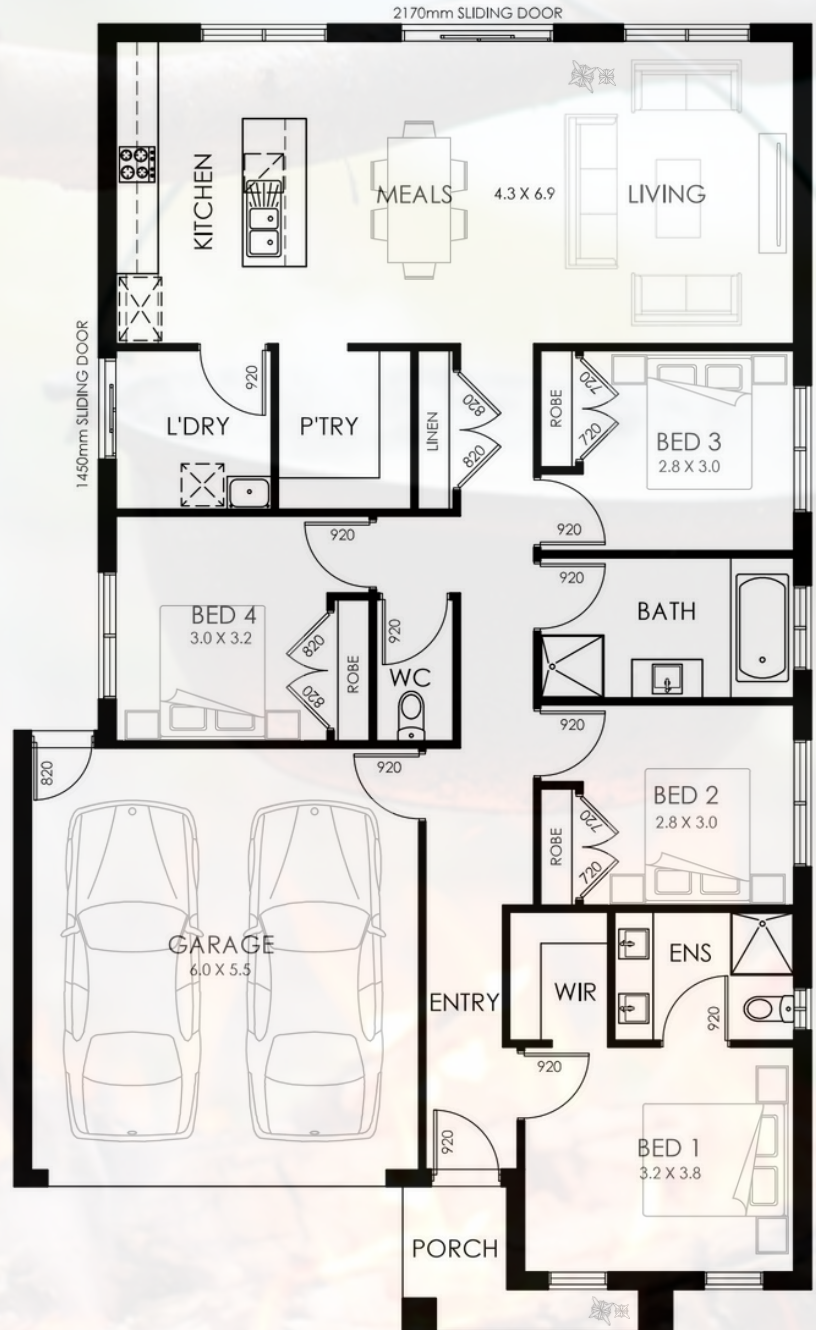 2170mm SLIDING DOOR
KITCHEN
MEALS
4.3 X 6.9
LIVING
1450mm SLIDING DOOR
920
L'DRY
P'TRY
LINEN
820
820
ROBE
720
720
BED 3
2.8 X 3.0
920
920
BED 4
3.0 X 3.2
820
820
ROBE
920
WC
920
BATH
820
920
920
BED 2
2.8 X 3.0
ROBE
720
720
GARAGE
6.0 X 5.5
ENTRY
WIR
ENS
920
920
920
BED 1
3.2 X 3.8
PORCH